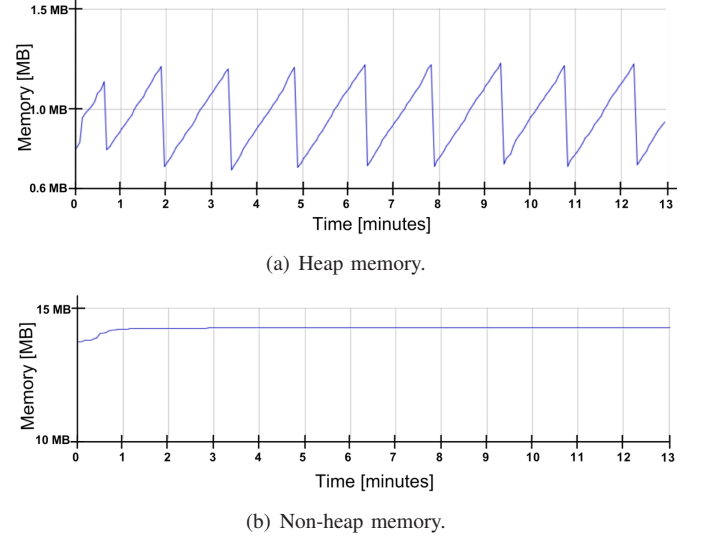 1.5 MB
1.0 MB
0.6 MB
Memory [MB]
0 1 2 3 4 5 6 7 8 9 10 11 12 13
Time [minutes]
(a) Heap memory.
15 MB
10 MB
Memory [MB]
0 1 2 3 4 5 6 7 8 9 10 11 12 13
Time [minutes]
(b) Non-heap memory.